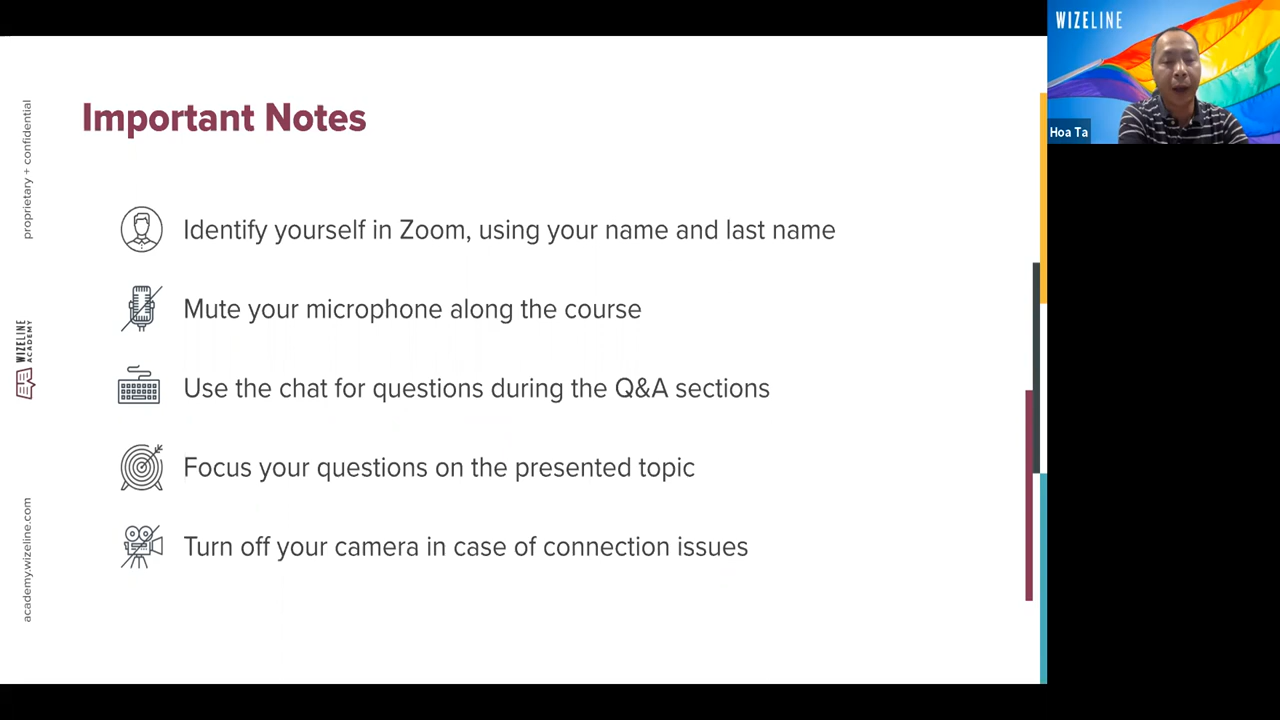 Important Notes
Identify yourself in Zoom, using your name and last name
Mute your microphone along the course
Use the chat for questions during the Q&A sections
Focus your questions on the presented topic
Turn off your camera in case of connection issues
proprietary + confidential
WIZELINE
ACADEMY
academy.wizeline.com
WIZELINE
Hoa Ta